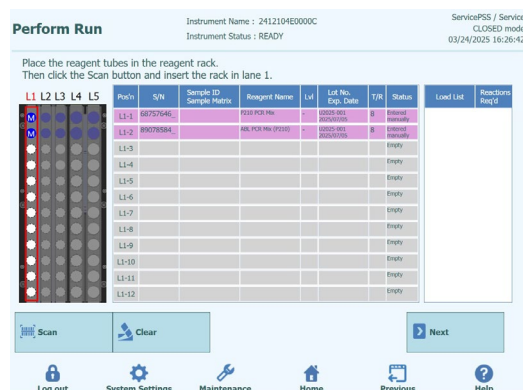 Perform Run
Instrument Name : 2412104E0000C
Instrument Status : READY
ServicePSS / Service
CLOSED mode
03/24/2025 16:26:42
Place the reagent tubes in the reagent rack.
Then click the Scan button and insert the rack in lane 1.
L1 L2 L3 L4 L5
Pos'n S/N Sample ID Sample Matrix Reagent Name Lvl Lot No. Exp. Date T/R Status
L1-1 68757646_ P210 PCR Mix - U2025-001 2025/07/05 B Entered manually
L1-2 89078584_ ABL PCR Mix (P210) - U2025-001 2025/07/05 B Entered manually
L1-3 Empty
L1-4 Empty
L1-5 Empty
L1-6 Empty
L1-7 Empty
L1-8 Empty
L1-9 Empty
L1-10 Empty
L1-11 Empty
L1-12 Empty
M
M
Load List Reactions Req'd
Scan
Clear
Next
Log out
System Settings
Maintenance
Home
Previous
Help